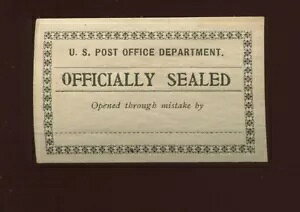 U. S. POST OFFICE DEPARTMENT.
OFFICIALLY SEALED
Opened through mistake by